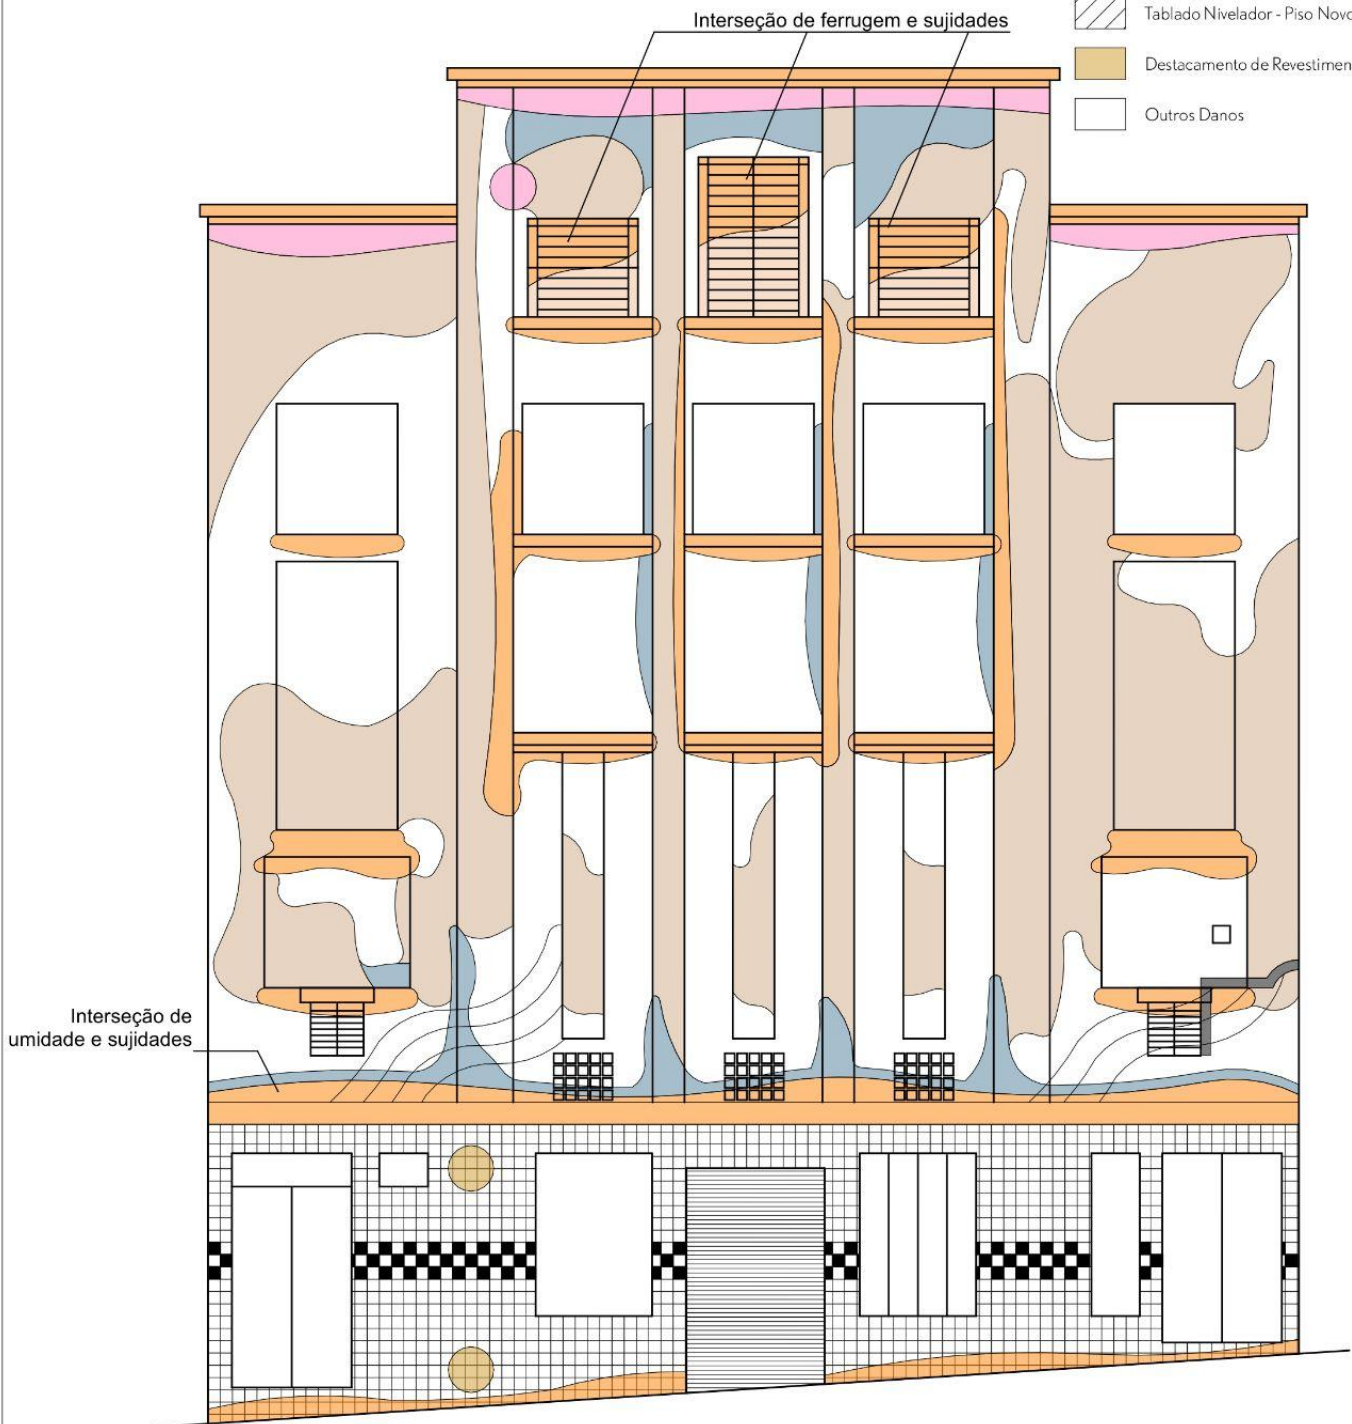 Interseção de ferrugem e sujidades
Tablado Nivelador - Piso Novo
Destacamento de Revestimen
Outros Danos
Interseção de
umidade e sujidades